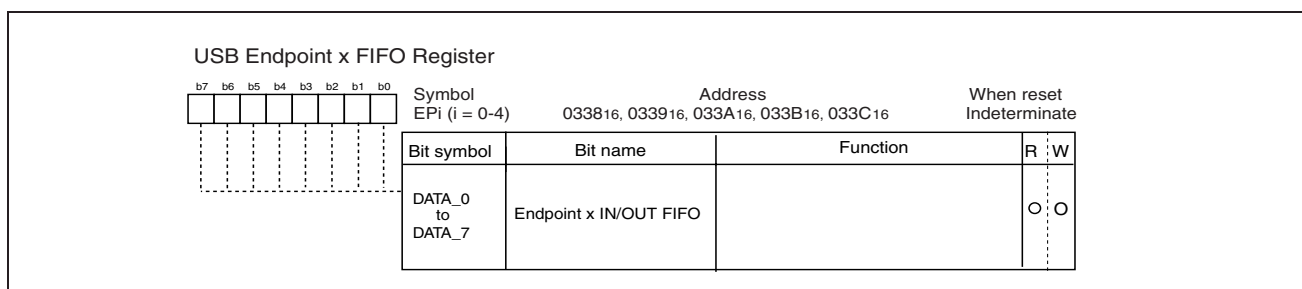 USB Endpoint x FIFO Register
b7 b6 b5 b4 b3 b2 b1 b0
Symbol Address When reset
EPi (i = 0-4) 033816, 033916, 033A16, 033B16, 033C16 Indeterminate
Bit symbol Bit name Function R W
DATA_0
to
DATA_7
Endpoint x IN/OUT FIFO
O O